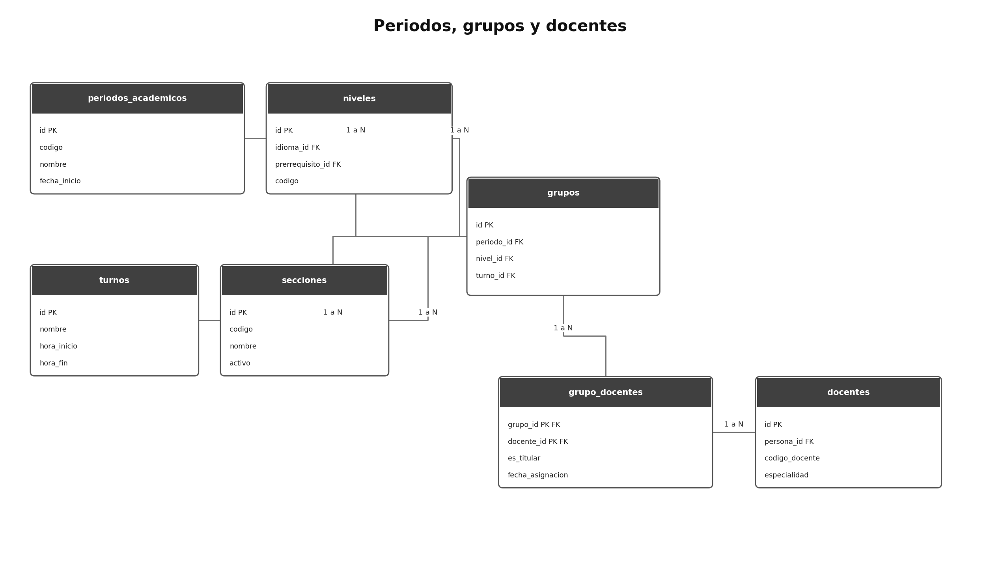 Periodos, grupos y docentes
periodos_academicos
id PK
codigo
nombre
fecha_inicio
niveles
id PK
1 a N
idioma_id FK
prerrequisito_id FK
codigo
1 a N
grupos
id PK
periodo_id FK
nivel_id FK
turno_id FK
turnos
id PK
nombre
hora_inicio
hora_fin
secciones
id PK
1 a N
codigo
nombre
activo
1 a N
1 a N
grupo_docentes
grupo_id PK FK
docente_id PK FK
es_titular
fecha_asignacion
1 a N
docentes
id PK
persona_id FK
codigo_docente
especialidad